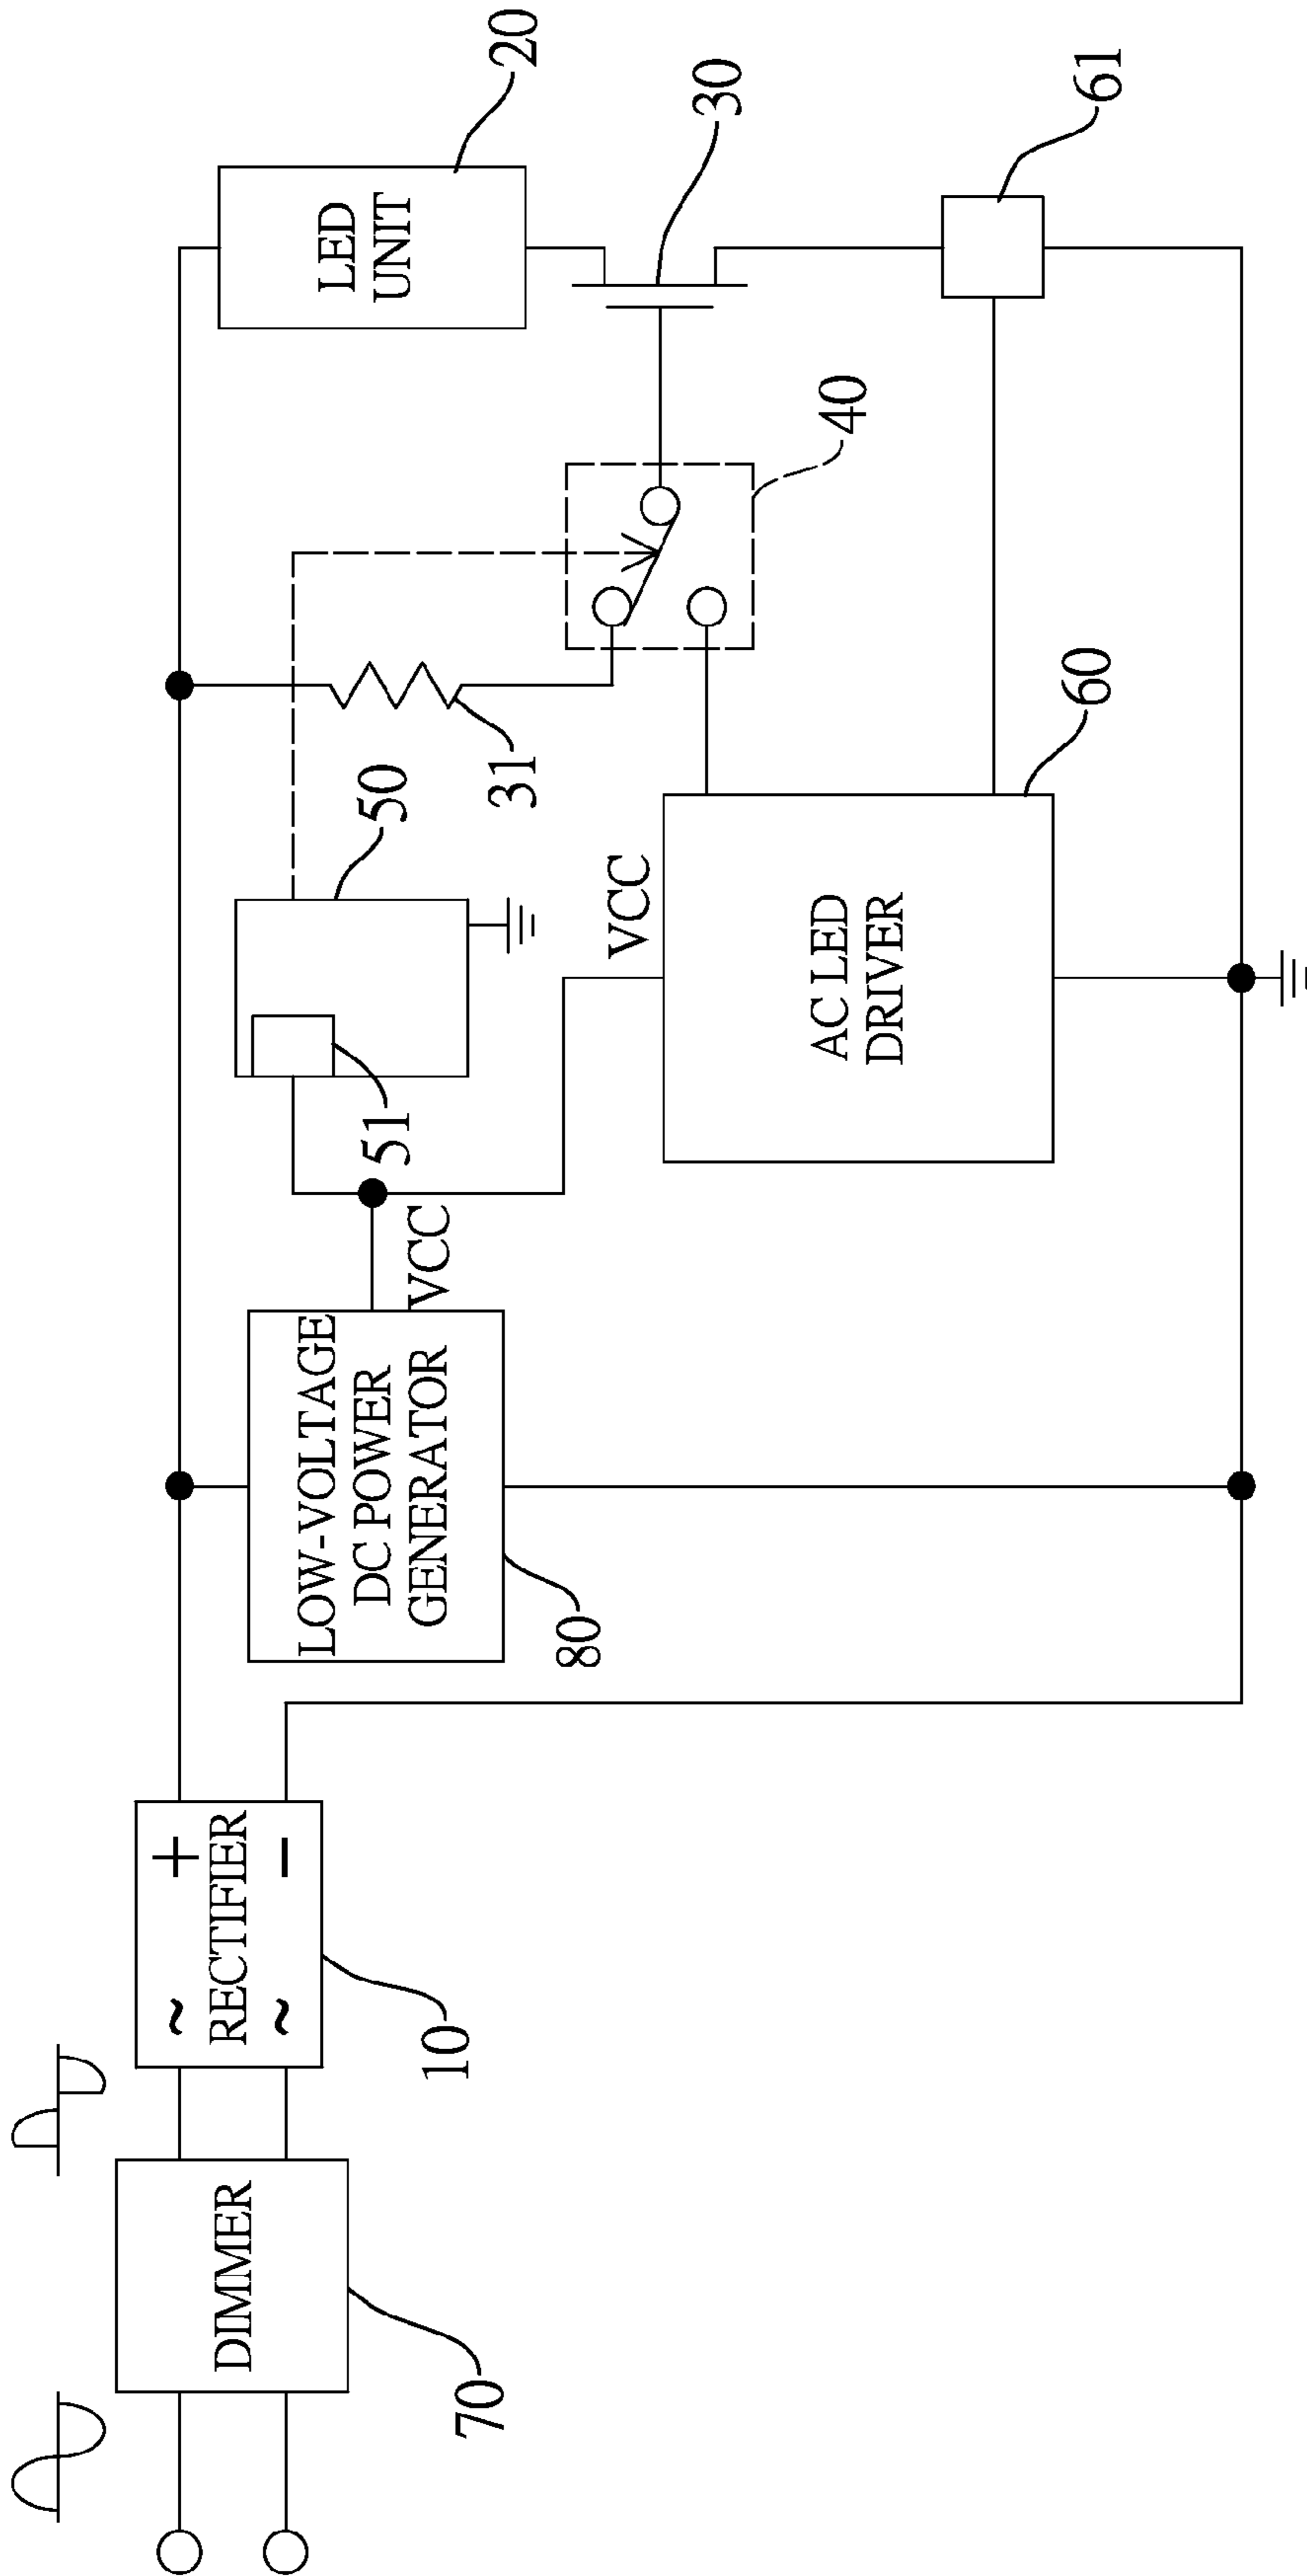 DIMMER
70
~
~
RECTIFIER
+
−
10
LOW-VOLTAGE
DC POWER
GENERATOR
80
VCC
51
50
31
VCC
AC LED
DRIVER
60
40
LED
UNIT
20
30
61